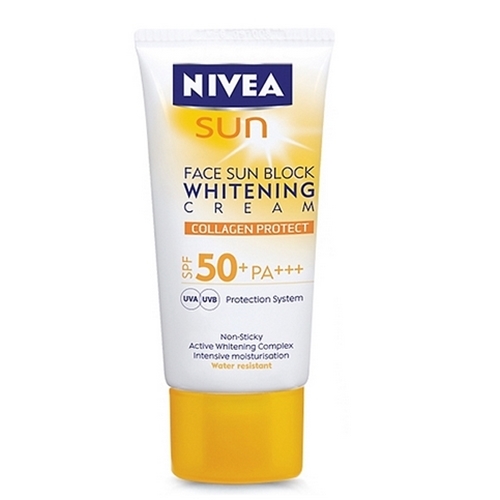 NIVEA
sun
FACE SUN BLOCK
WHITENING
CREAM
COLLAGEN PROTECT
SPF 50+ PA+++
UVA UVB Protection System
Non-Sticky
Active Whitening Complex
Intensive moisturisation
Water resistant